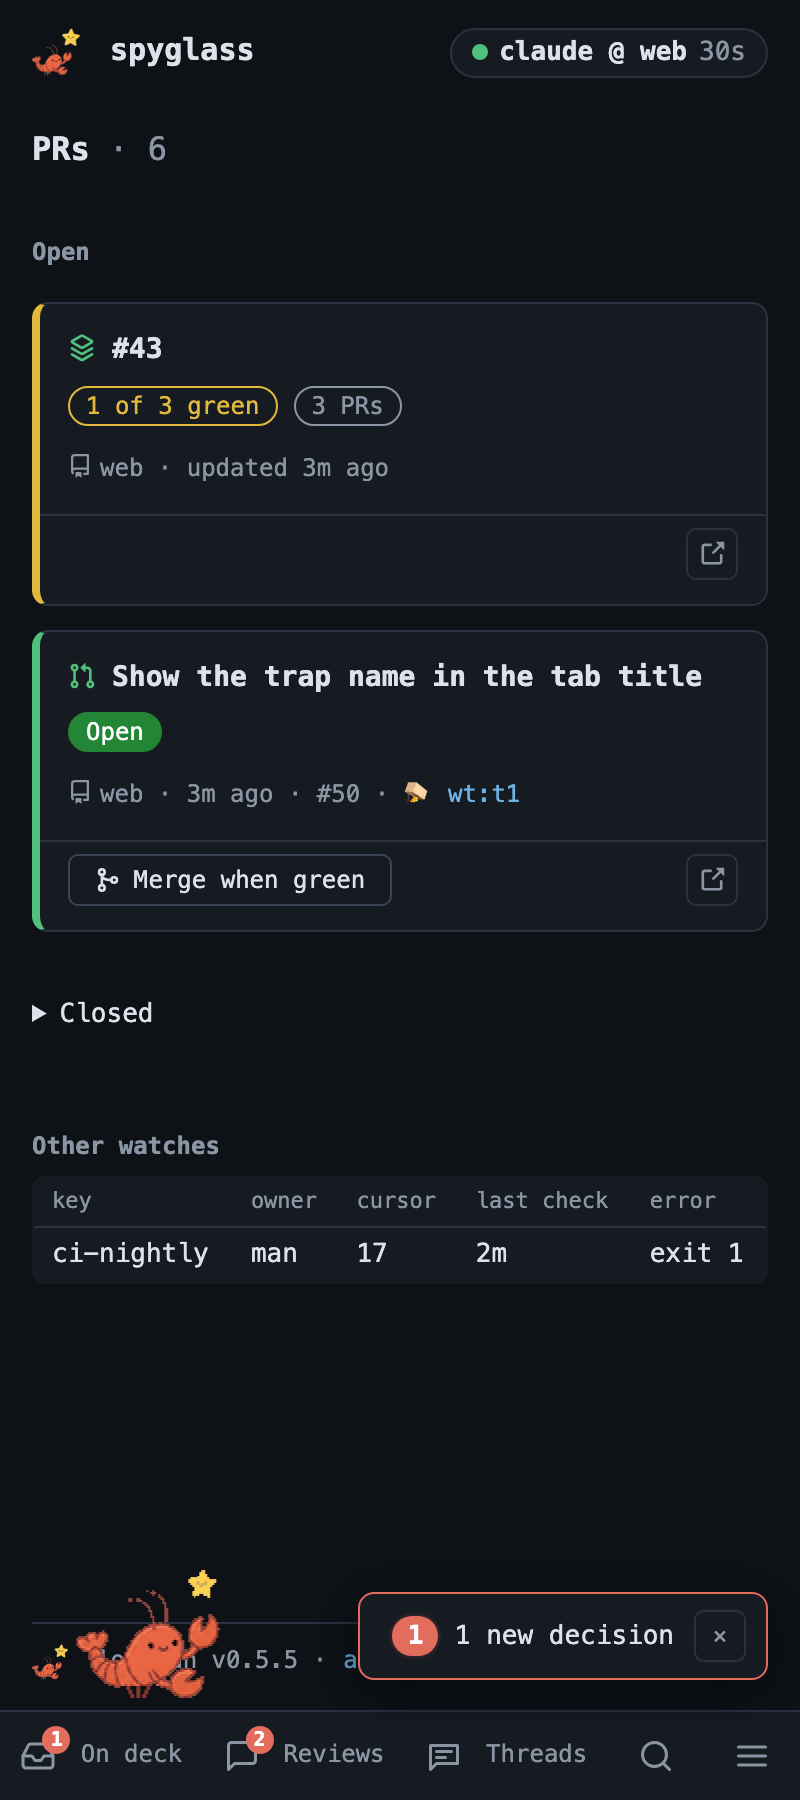 spyglass
claude @ web 30s
PRs · 6
Open
#43
1 of 3 green
3 PRs
web · updated 3m ago
Show the trap name in the tab title
Open
web · 3m ago · #50 · wt:t1
Merge when green
Closed
Other watches
key owner cursor last check error
ci-nightly man 17 2m exit 1
v0.5.5 ·
1 1 new decision ×
1 On deck 2 Reviews Threads